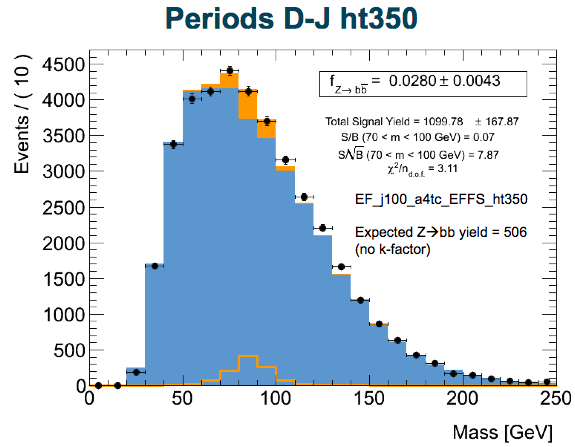 Periods D-J ht350
Events / ( 10 )
4500
4000
3500
3000
2500
2000
1500
1000
500
0
f Z→ bb̅ = 0.0280 ± 0.0043
Total Signal Yield = 1099.78 ± 167.87
S/B (70 < m < 100 GeV) = 0.07
S/√B (70 < m < 100 GeV) = 7.87
χ²/n d.o.f. = 3.11
EF_j100_a4tc_EFFS_ht350
Expected Z→bb yield = 506
(no k-factor)
0 50 100 150 200 250
Mass [GeV]